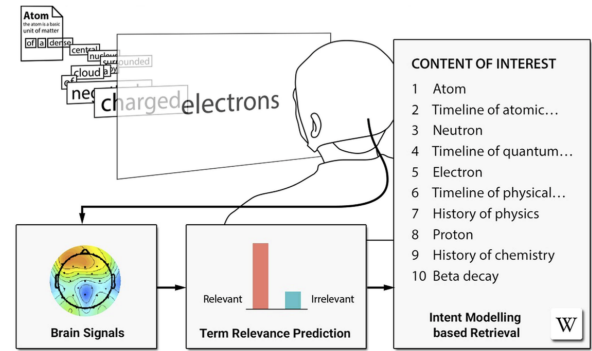 Atom
the atom is a basic
unit of matter
of a dense
central
nucleus
surrounded
cloud
by
of
charged electrons
CONTENT OF INTEREST
1 Atom
2 Timeline of atomic...
3 Neutron
4 Timeline of quantum...
5 Electron
6 Timeline of physical...
7 History of physics
8 Proton
9 History of chemistry
10 Beta decay
Intent Modelling
based Retrieval
W
Relevant
Irrelevant
Brain Signals
Term Relevance Prediction